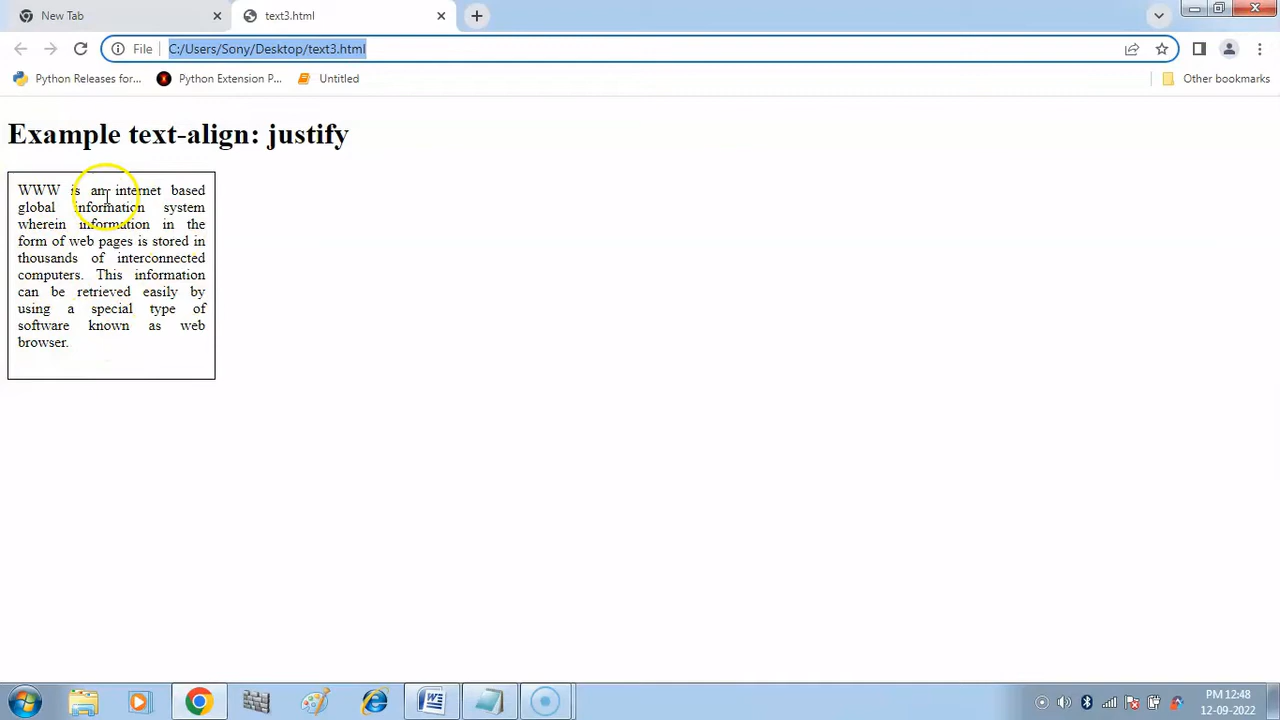 New Tab
text3.html
File
C:/Users/Sony/Desktop/text3.html
Python Releases for...
Python Extension P...
Untitled
Other bookmarks
Example text-align: justify
WWW is an internet based
global information system
wherein information in the
form of web pages is stored in
thousands of interconnected
computers. This information
can be retrieved easily by
using a special type of
software known as web
browser.
PM 12:48
12-09-2022